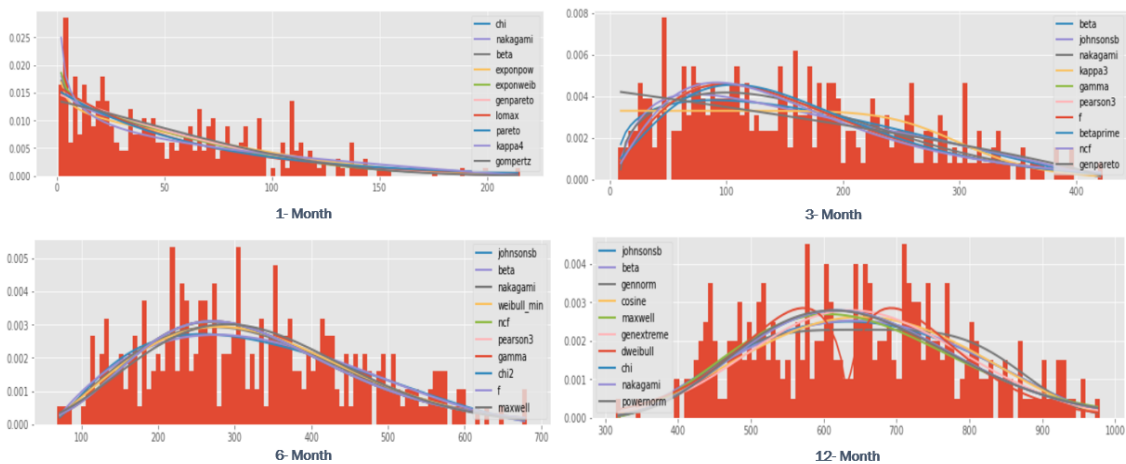 0.025
0.020
0.015
0.010
0.005
0.000
0 50 100 150 200
chi
nakagami
beta
exponpow
exponweib
genpareto
lomax
pareto
kappa4
gompertz
1- Month
0.008
0.006
0.004
0.002
0.000
0 100 200 300 400
beta
johnsonsb
nakagami
kappa3
gamma
pearson3
f
betaprime
ncf
genpareto
3- Month
0.005
0.004
0.003
0.002
0.001
0.000
100 200 300 400 500 600 700
johnsonsb
beta
nakagami
weibull_min
ncf
pearson3
gamma
chi2
f
maxwell
6- Month
0.004
0.003
0.002
0.001
0.000
300 400 500 600 700 800 900 1000
johnsonsb
beta
gennorm
cosine
maxwell
genextreme
dweibull
chi
nakagami
powernorm
12- Month